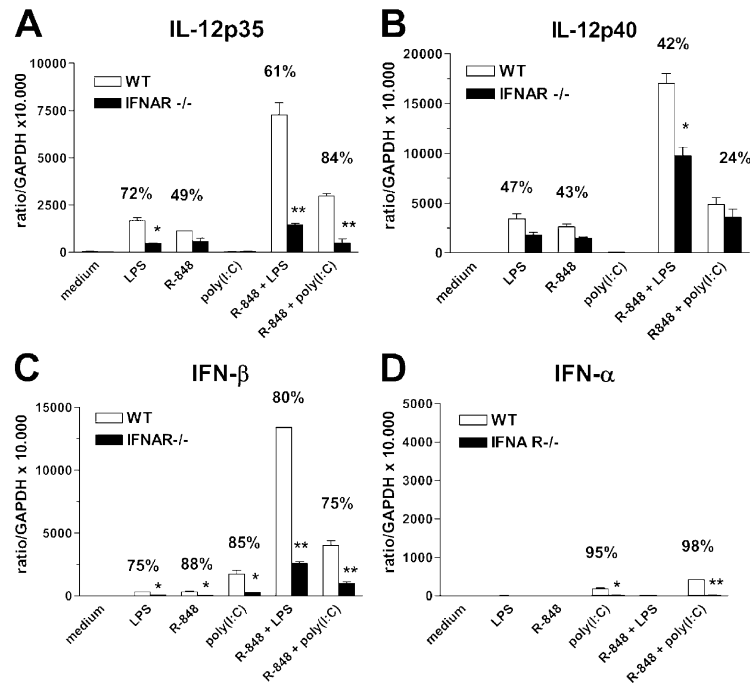 A
IL-12p35
ratio/GAPDH x10.000
10000
7500
5000
2500
0
WT
IFNAR -/-
72%
*
49%
61%
**
84%
**
medium
LPS
R-848
poly(I:C)
R-848 + LPS
R-848 + poly(I:C)
B
IL-12p40
ratio/GAPDH x 10.000
20000
15000
10000
5000
0
WT
IFNAR -/-
47%
43%
42%
*
24%
medium
LPS
R-848
poly(I:C)
R-848 + LPS
R848 + poly(I:C)
C
IFN-β
ratio/GAPDH x 10.000
15000
10000
5000
0
WT
IFNAR-/-
75%
*
88%
*
85%
*
80%
**
75%
**
medium
LPS
R-848
poly(I:C)
R-848 + LPS
R-848 + poly(I:C)
D
IFN-α
ratio/GAPDH x 10.000
5000
4000
3000
2000
1000
0
WT
IFNA R-/-
95%
*
98%
**
medium
LPS
R-848
poly(I:C)
R-848 + LPS
R-848 + poly(I:C)